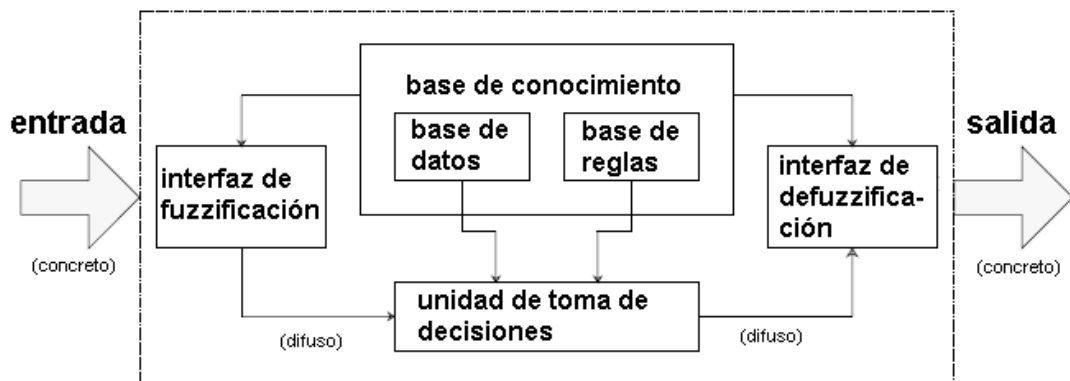 entrada
(concreto)
base de conocimiento
base de
datos
base de
reglas
interfaz de
fuzzificación
unidad de toma de
decisiones
(difuso)
(difuso)
interfaz de
defuzzifica-
ción
salida
(concreto)